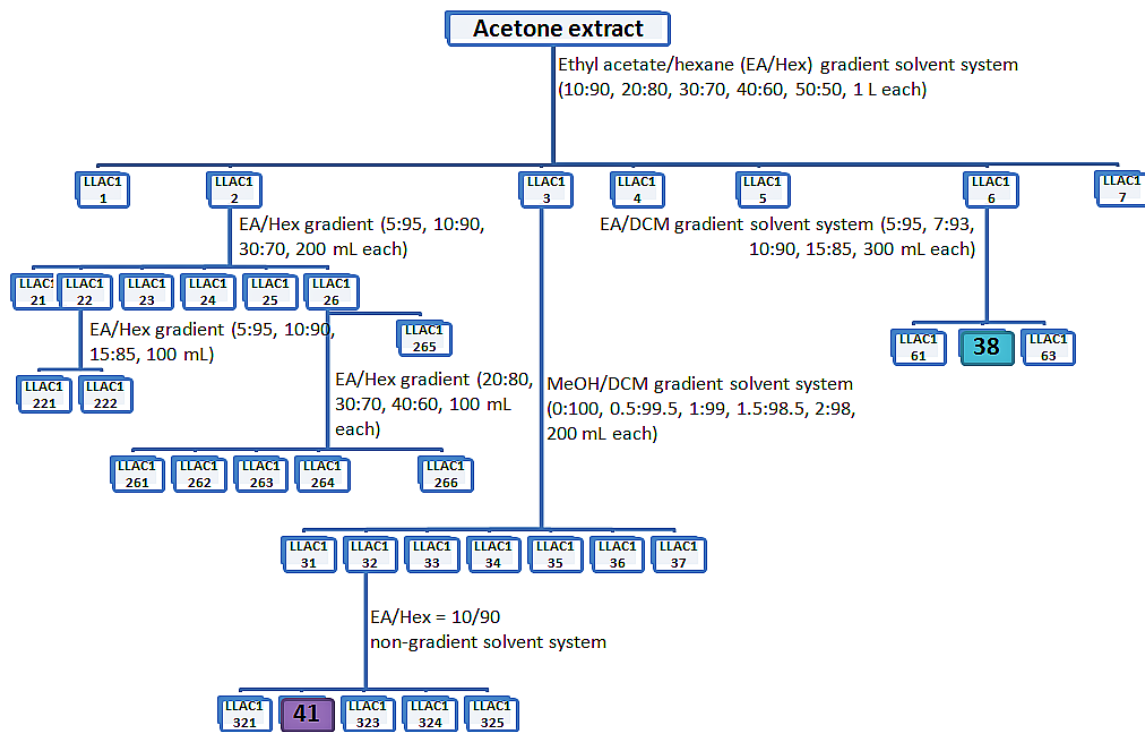 Acetone extract
Ethyl acetate/hexane (EA/Hex) gradient solvent system
(10:90, 20:80, 30:70, 40:60, 50:50, 1 L each)
LLAC1
1
LLAC1
2
LLAC1
3
LLAC1
4
LLAC1
5
LLAC1
6
LLAC1
7
EA/Hex gradient (5:95, 10:90,
30:70, 200 mL each)
EA/DCM gradient solvent system (5:95, 7:93,
10:90, 15:85, 300 mL each)
LLAC1
21
LLAC1
22
LLAC1
23
LLAC1
24
LLAC1
25
LLAC1
26
EA/Hex gradient (5:95, 10:90,
15:85, 100 mL)
LLAC1
265
LLAC1
61
38
LLAC1
63
LLAC1
221
LLAC1
222
EA/Hex gradient (20:80,
30:70, 40:60, 100 mL
each)
MeOH/DCM gradient solvent system
(0:100, 0.5:99.5, 1:99, 1.5:98.5, 2:98,
200 mL each)
LLAC1
261
LLAC1
262
LLAC1
263
LLAC1
264
LLAC1
266
LLAC1
31
LLAC1
32
LLAC1
33
LLAC1
34
LLAC1
35
LLAC1
36
LLAC1
37
EA/Hex = 10/90
non-gradient solvent system
LLAC1
321
41
LLAC1
323
LLAC1
324
LLAC1
325